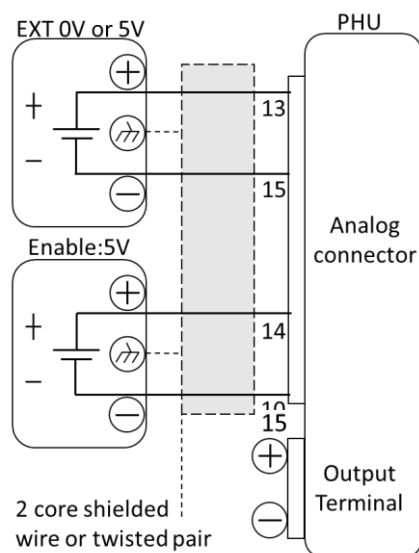 EXT 0V or 5V
PHU
+
13
−
15
Analog
connector
Enable:5V
+
14
−
15
Output
Terminal
2 core shielded
wire or twisted pair